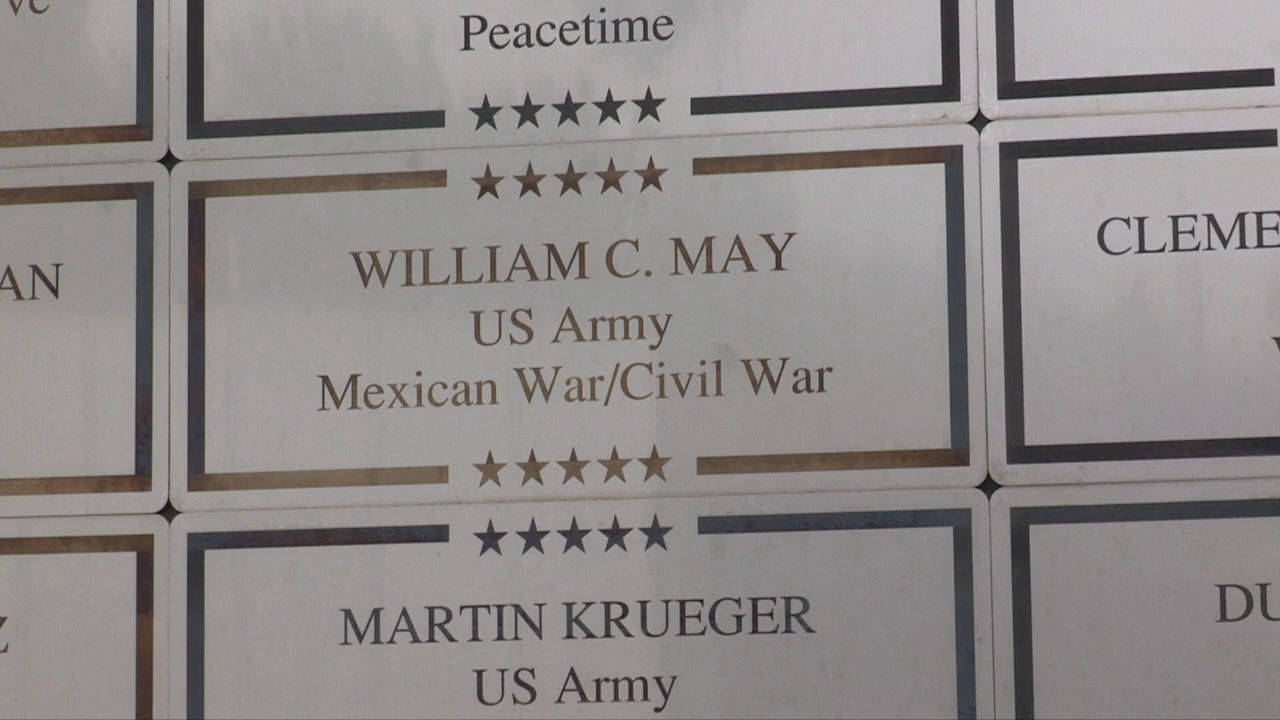 Peacetime
WILLIAM C. MAY
US Army
Mexican War/Civil War
MARTIN KRUEGER
US Army